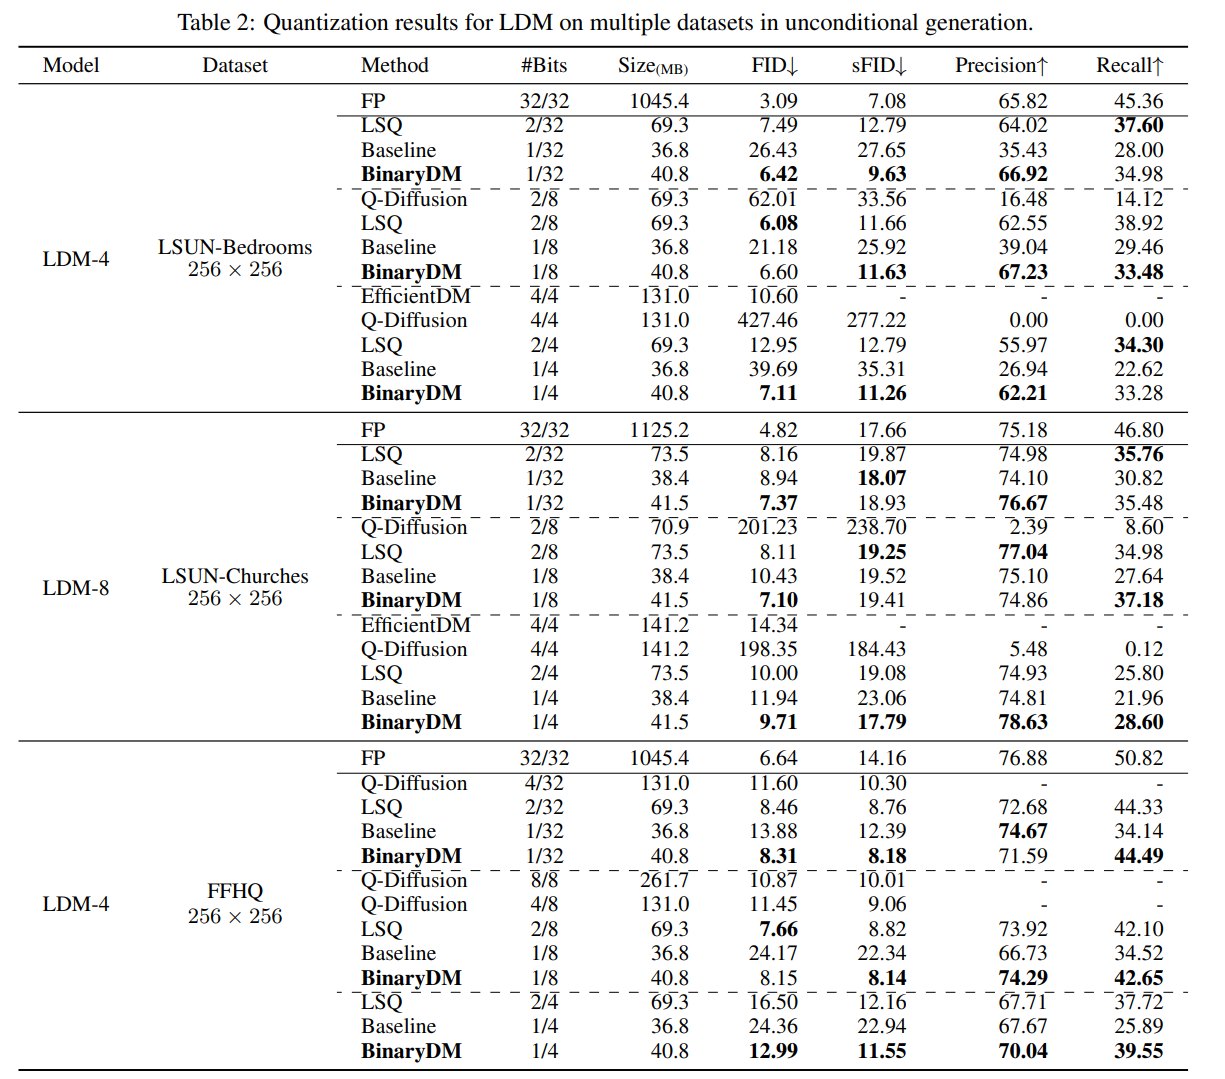 Table 2: Quantization results for LDM on multiple datasets in unconditional generation.
Model Dataset Method #Bits Size(MB) FID↓ sFID↓ Precision↑ Recall↑
FP 32/32 1045.4 3.09 7.08 65.82 45.36
LSQ 2/32 69.3 7.49 12.79 64.02 37.60
Baseline 1/32 36.8 26.43 27.65 35.43 28.00
BinaryDM 1/32 40.8 6.42 9.63 66.92 34.98
Q-Diffusion 2/8 69.3 62.01 33.56 16.48 14.12
LSQ 2/8 69.3 6.08 11.66 62.55 38.92
LDM-4 LSUN-Bedrooms 256 × 256 Baseline 1/8 36.8 21.18 25.92 39.04 29.46
BinaryDM 1/8 40.8 6.60 11.63 67.23 33.48
EfficientDM 4/4 131.0 10.60 - - -
Q-Diffusion 4/4 131.0 427.46 277.22 0.00 0.00
LSQ 2/4 69.3 12.95 12.79 55.97 34.30
Baseline 1/4 36.8 39.69 35.31 26.94 22.62
BinaryDM 1/4 40.8 7.11 11.26 62.21 33.28
FP 32/32 1125.2 4.82 17.66 75.18 46.80
LSQ 2/32 73.5 8.16 19.87 74.98 35.76
Baseline 1/32 38.4 8.94 18.07 74.10 30.82
BinaryDM 1/32 41.5 7.37 18.93 76.67 35.48
Q-Diffusion 2/8 70.9 201.23 238.70 2.39 8.60
LSQ 2/8 73.5 8.11 19.25 77.04 34.98
LDM-8 LSUN-Churches 256 × 256 Baseline 1/8 38.4 10.43 19.52 75.10 27.64
BinaryDM 1/8 41.5 7.10 19.41 74.86 37.18
EfficientDM 4/4 141.2 14.34 - - -
Q-Diffusion 4/4 141.2 198.35 184.43 5.48 0.12
LSQ 2/4 73.5 10.00 19.08 74.93 25.80
Baseline 1/4 38.4 11.94 23.06 74.81 21.96
BinaryDM 1/4 41.5 9.71 17.79 78.63 28.60
FP 32/32 1045.4 6.64 14.16 76.88 50.82
Q-Diffusion 4/32 131.0 11.60 10.30 - -
LSQ 2/32 69.3 8.46 8.76 72.68 44.33
Baseline 1/32 36.8 13.88 12.39 74.67 34.14
BinaryDM 1/32 40.8 8.31 8.18 71.59 44.49
Q-Diffusion 8/8 261.7 10.87 10.01 - -
LDM-4 FFHQ 256 × 256 Q-Diffusion 4/8 131.0 11.45 9.06 - -
LSQ 2/8 69.3 7.66 8.82 73.92 42.10
Baseline 1/8 36.8 24.17 22.34 66.73 34.52
BinaryDM 1/8 40.8 8.15 8.14 74.29 42.65
LSQ 2/4 69.3 16.50 12.16 67.71 37.72
Baseline 1/4 36.8 24.36 22.94 67.67 25.89
BinaryDM 1/4 40.8 12.99 11.55 70.04 39.55